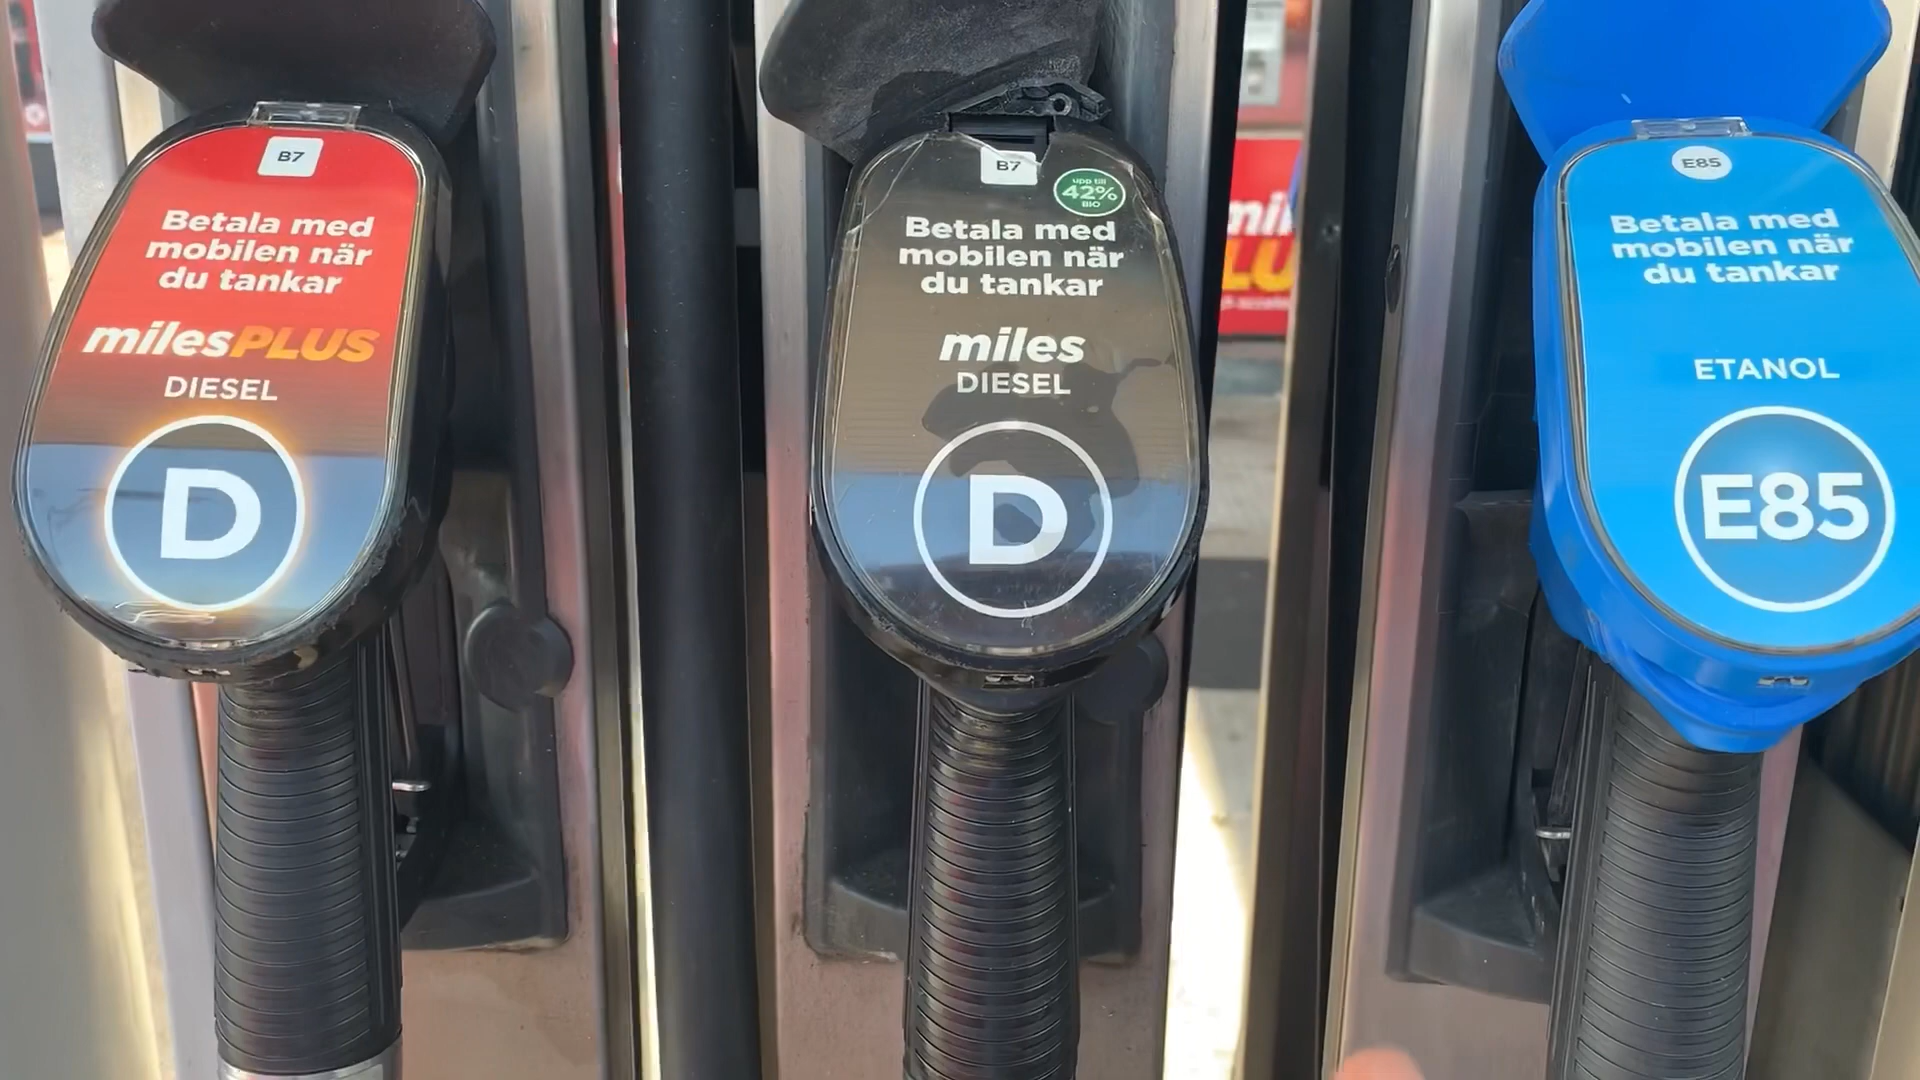 B7
Betala med
mobilen när
du tankar
milesPLUS
DIESEL
D
B7
upp till
42%
BIO
Betala med
mobilen när
du tankar
miles
DIESEL
D
E85
Betala med
mobilen när
du tankar
ETANOL
E85